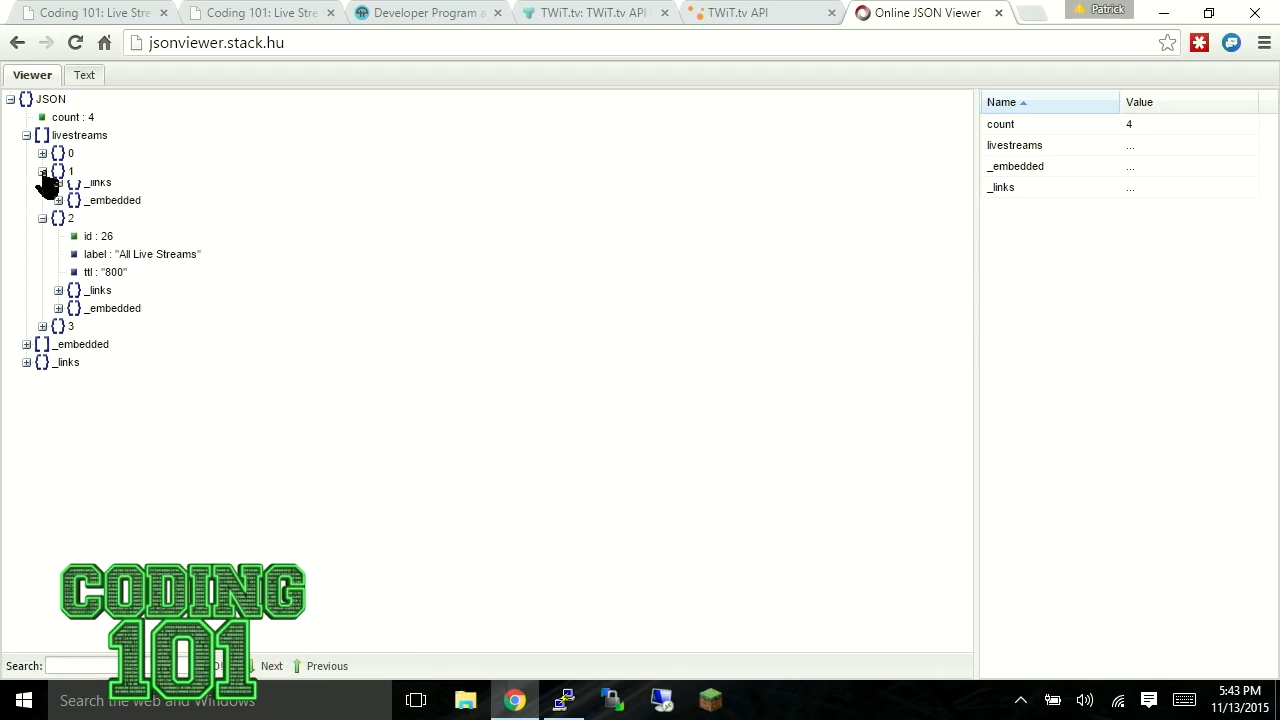 Coding 101: Live Stre
Coding 101: Live Stre
Developer Program a
TWiT.tv: TWiT.tv API
TWiT.tv API
Online JSON Viewer
Patrick
jsonviewer.stack.hu
Viewer
Text
{} JSON
count : 4
[] livestreams
{} 0
{} 1
{} _links
{} _embedded
{} 2
id : 26
label : "All Live Streams"
ttl : "800"
{} _links
{} _embedded
{} 3
[] _embedded
{} _links
Name
Value
count
4
livestreams
...
_embedded
...
_links
...
CODING
101
Search:
Next
Previous
Search the web and Windows
5:43 PM
11/13/2015